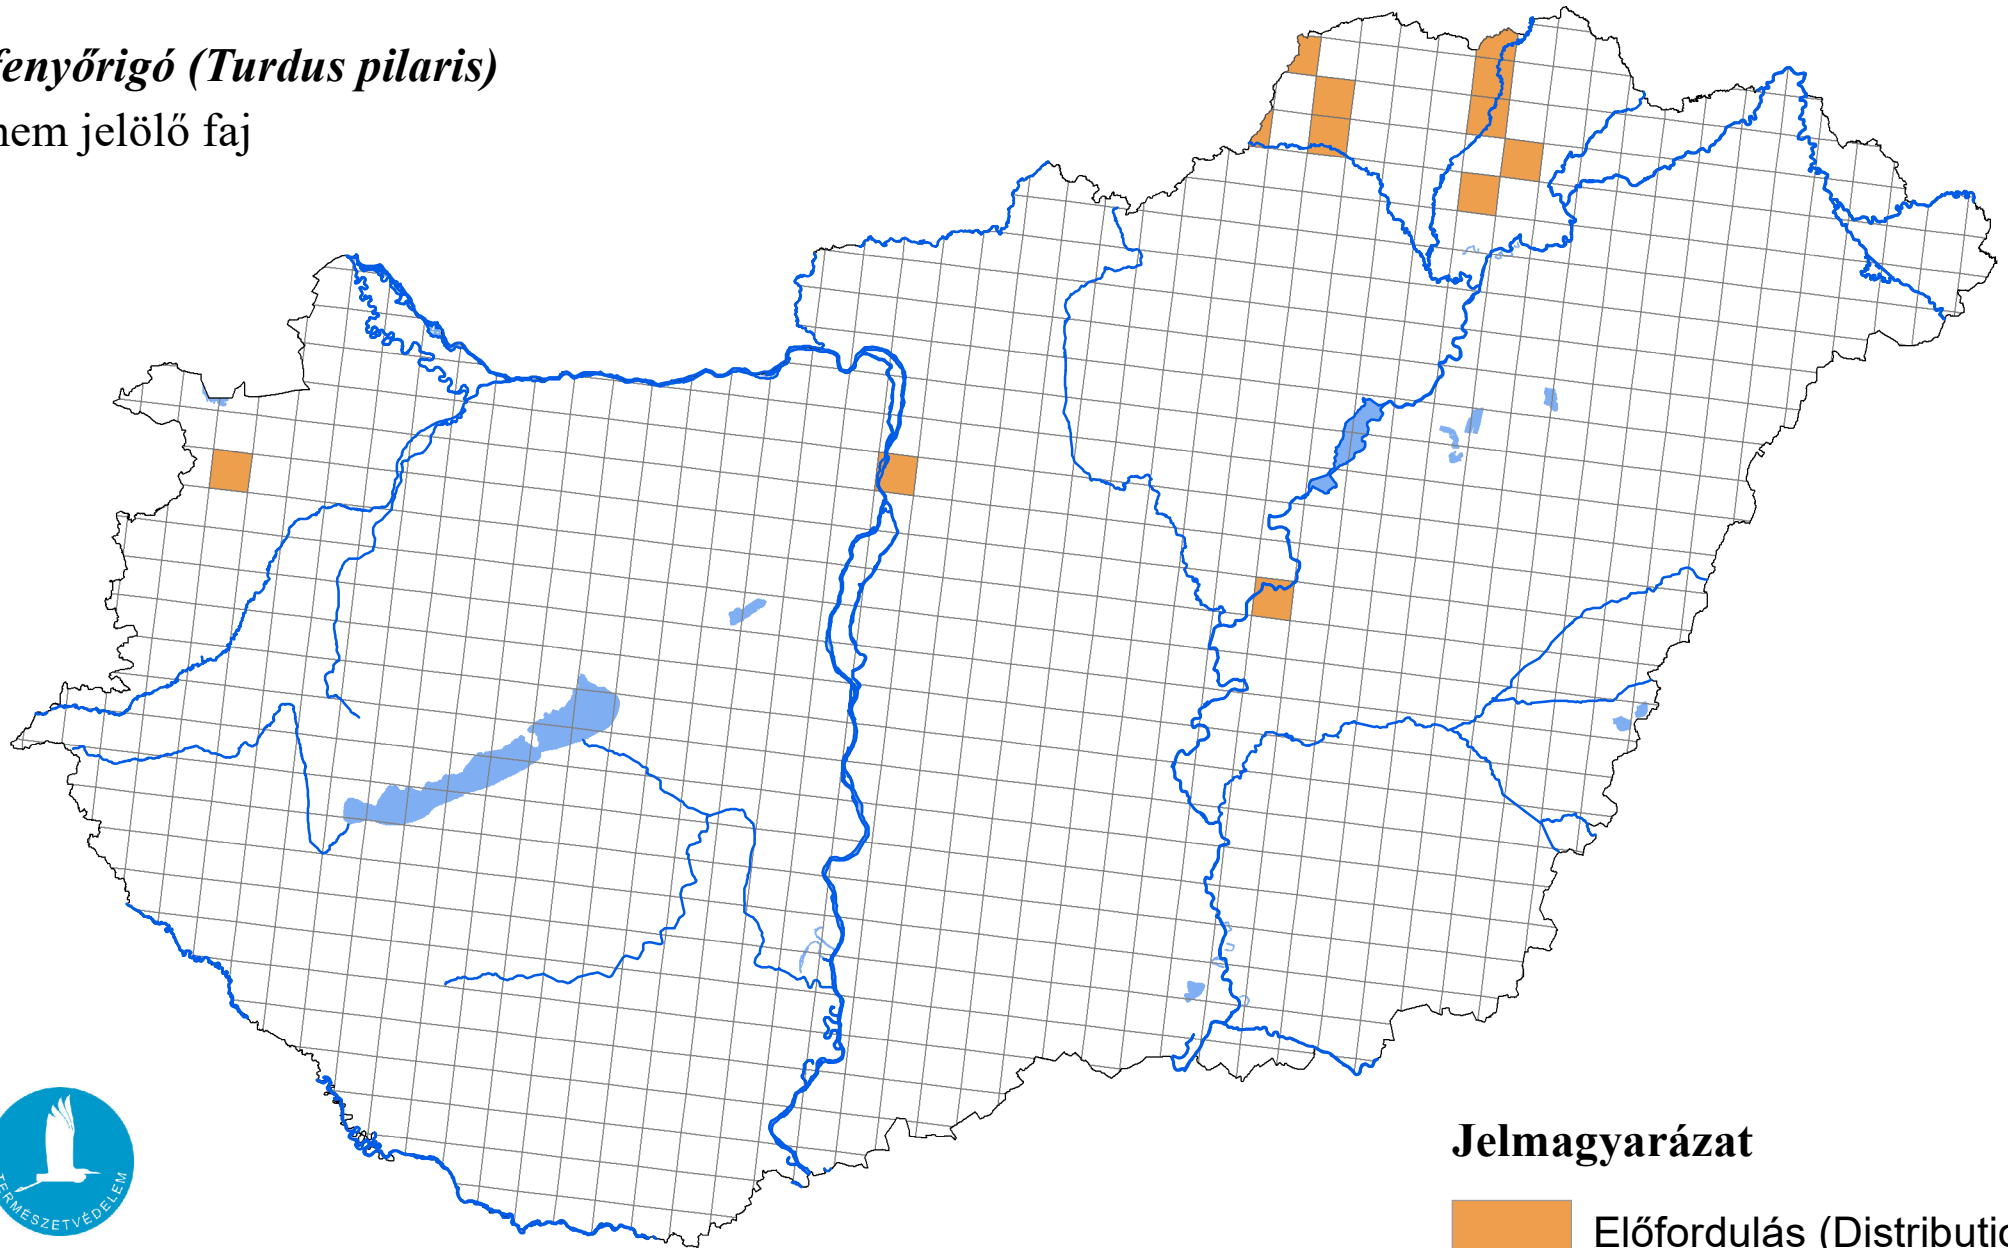 fenyőrigó (Turdus pilaris)
nem jelölő faj
TERMÉSZETVÉDELEM
Jelmagyarázat
Előfordulás (Distributio